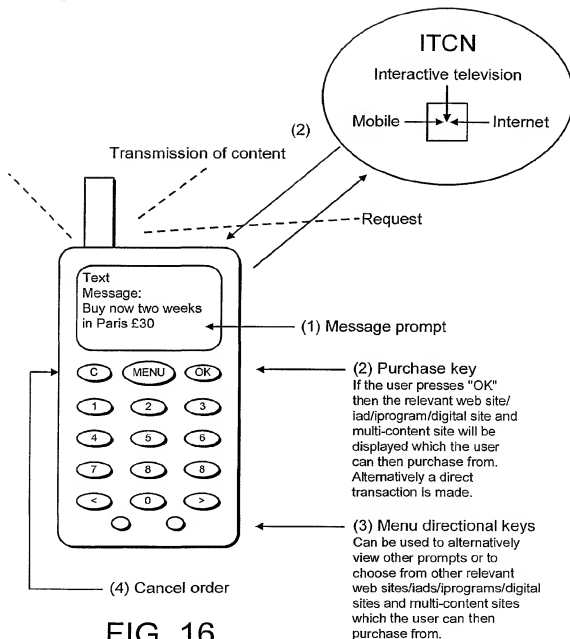 ITCN
Interactive television
Mobile
Internet
(2)
Transmission of content
Request
Text
Message:
Buy now two weeks
in Paris £30
(1) Message prompt
C MENU OK
1 2 3
4 5 6
7 8 8
< 0 >
(2) Purchase key
If the user presses "OK"
then the relevant web site/
iad/iprogram/digital site and
multi-content site will be
displayed which the user
can then purchase from.
Alternatively a direct
transaction is made.
(3) Menu directional keys
Can be used to alternatively
view other prompts or to
choose from other relevant
web sites/iads/iprograms/digital
sites and multi-content sites
which the user can then
purchase from.
(4) Cancel order
FIG. 16